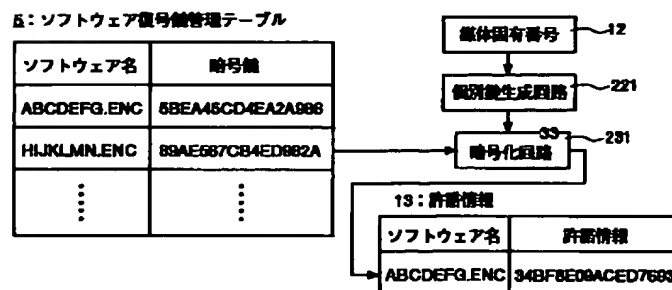 5：ソフトウェア復号鍵管理テーブル
ソフトウェア名 暗号鍵
ABCDEFG.ENC 5BEA45CD4EA2A986
HIJKLMN.ENC 89AE567CB4ED982A
媒体固有番号 12
個別鍵生成回路 221
33
暗号化回路 231
13：許諾情報
ソフトウェア名 許諾情報
ABCDEFG.ENC 34BF8E09ACED7683